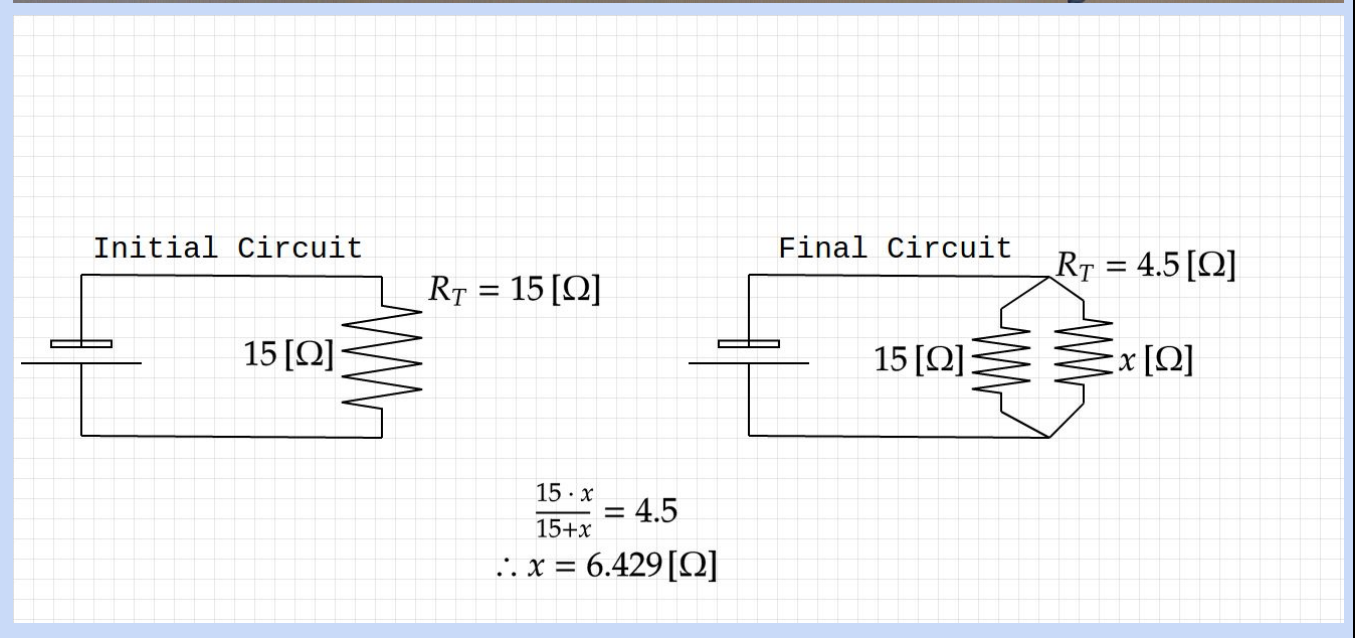 Initial Circuit
R_T = 15 [Ω]
15 [Ω]
Final Circuit
R_T = 4.5 [Ω]
15 [Ω]
x [Ω]
15 · x / 15+x = 4.5
∴ x = 6.429 [Ω]